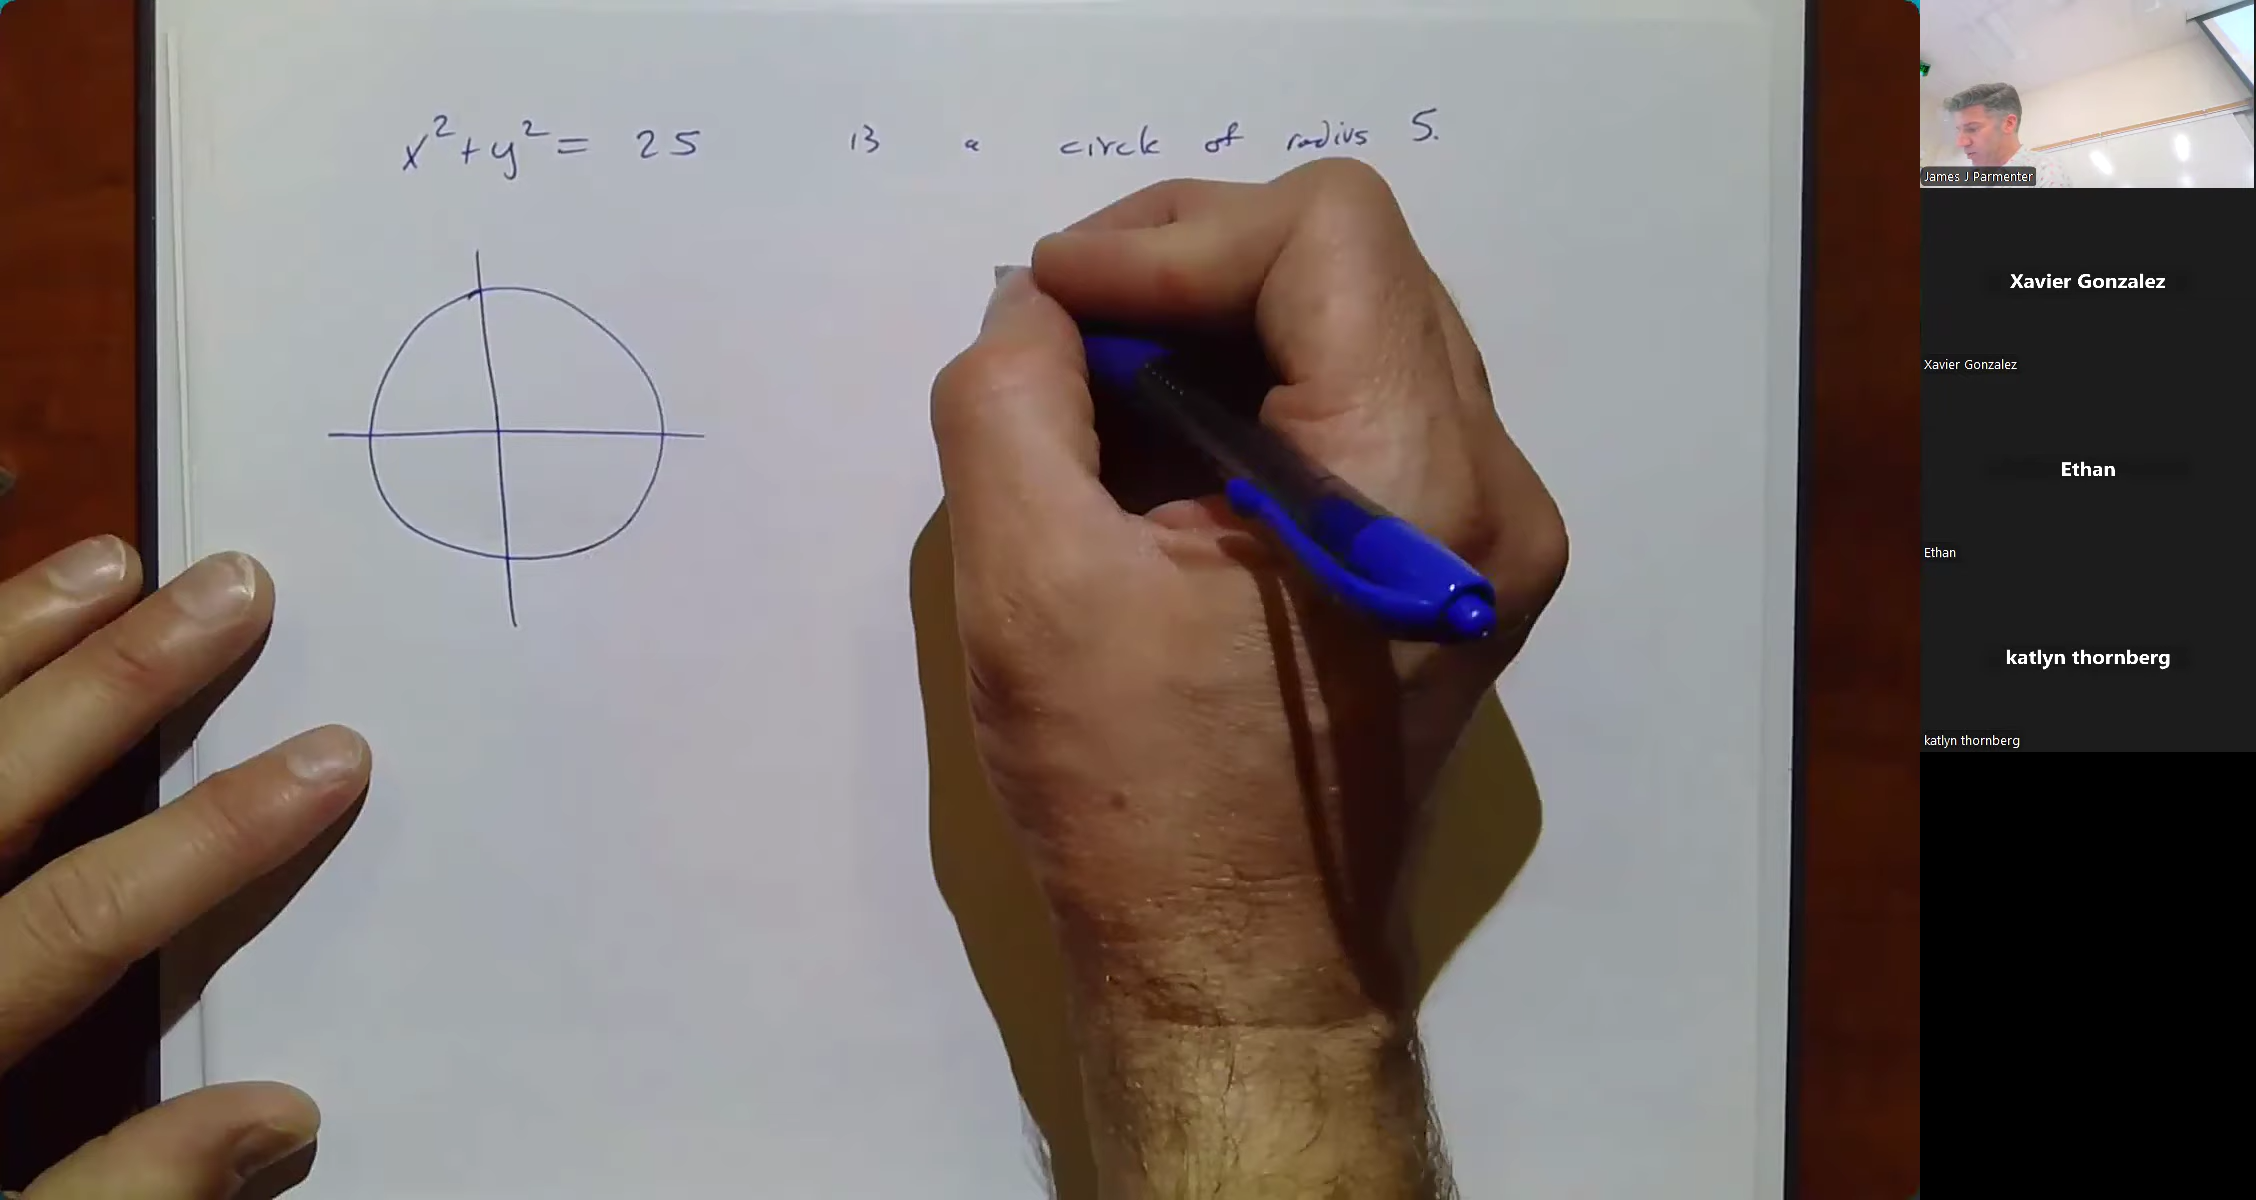 x²+y²= 25 is a circle of radius 5.
James J Parmenter
Xavier Gonzalez
Xavier Gonzalez
Ethan
Ethan
katlyn thornberg
katlyn thornberg